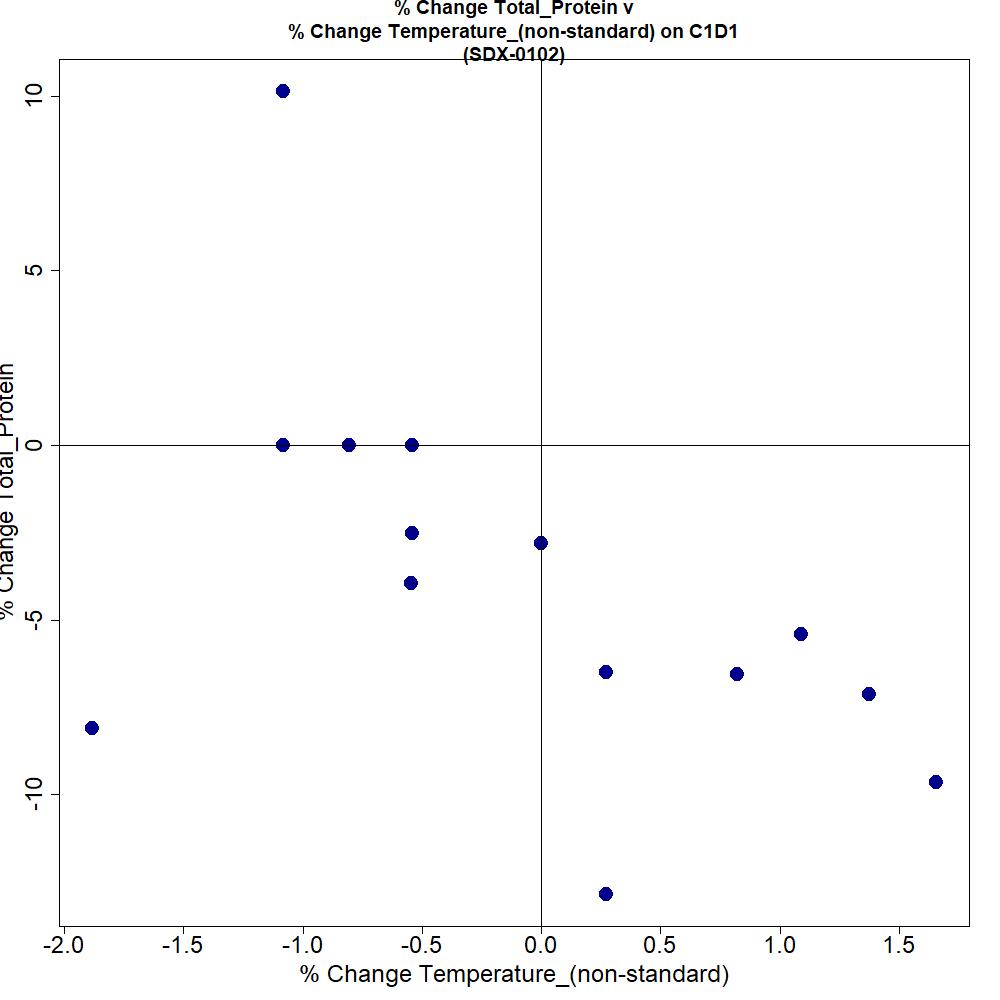 % Change Total_Protein v
% Change Temperature_(non-standard) on C1D1
(SDX-0102)
10
5
0
-5
-10
% Change Total_Protein
-2.0 -1.5 -1.0 -0.5 0.0 0.5 1.0 1.5
% Change Temperature_(non-standard)